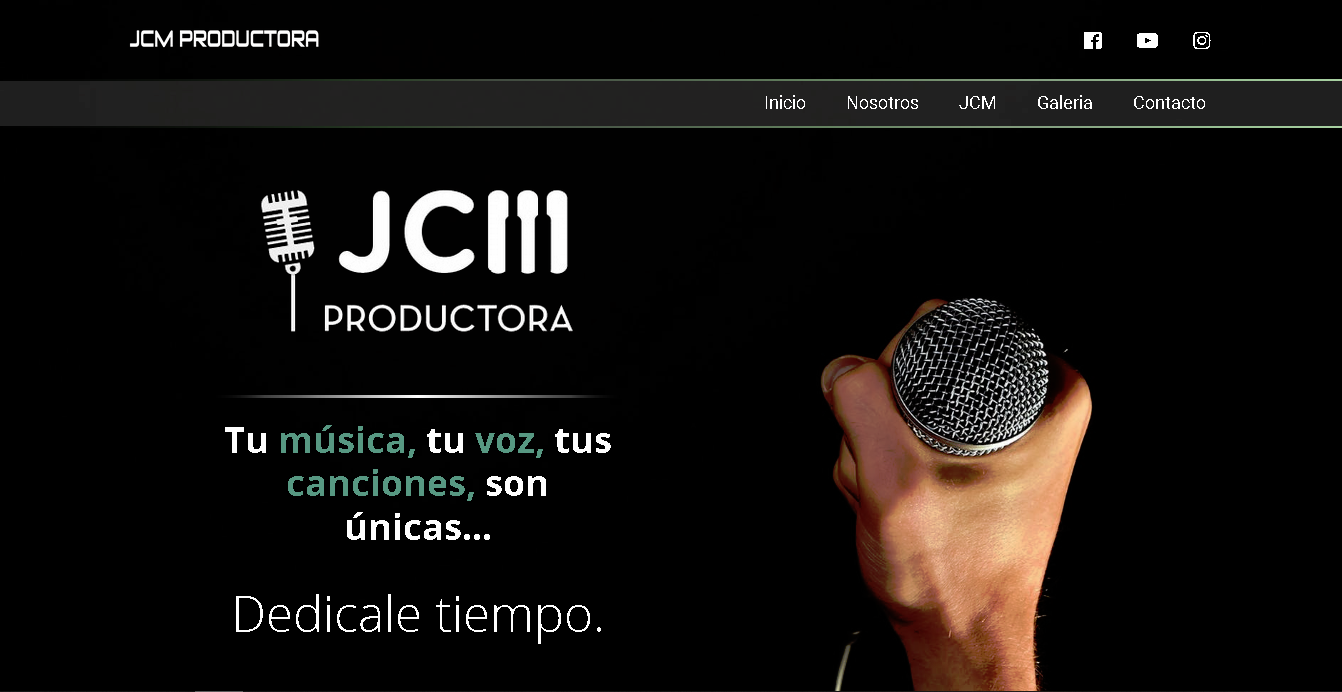 JCM PRODUCTORA
Inicio Nosotros JCM Galeria Contacto
JCM
PRODUCTORA
Tu música, tu voz, tus
canciones, son
únicas...
Dedicale tiempo.